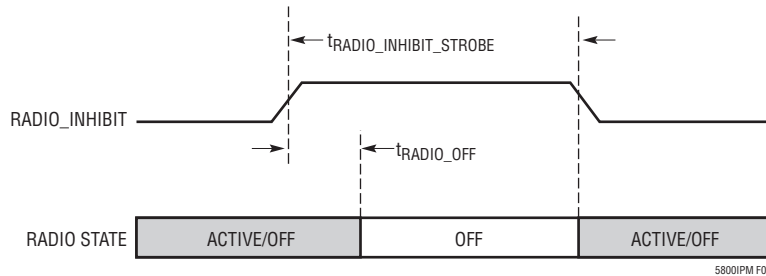 tRADIO_INHIBIT_STROBE
RADIO_INHIBIT
tRADIO_OFF
RADIO STATE ACTIVE/OFF OFF ACTIVE/OFF
5800IPM F0